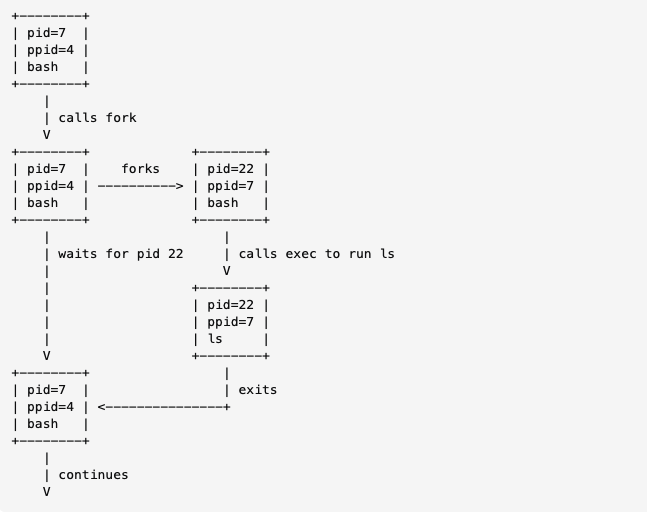 +--------+
| pid=7  |
| ppid=4 |
| bash   |
+--------+
    |
    | calls fork
    V
+--------+             +--------+
| pid=7  |    forks    | pid=22 |
| ppid=4 | ----------> | ppid=7 |
| bash   |             | bash   |
+--------+             +--------+
    |                      |
    | waits for pid 22     | calls exec to run ls
    |                      V
    |                  +--------+
    |                  | pid=22 |
    |                  | ppid=7 |
    |                  | ls     |
    V                  +--------+
+--------+                 |
| pid=7  |                 | exits
| ppid=4 | <---------------+
| bash   |
+--------+
    |
    | continues
    V